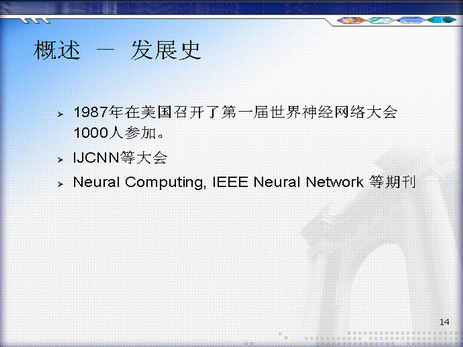 概述 － 发展史
1987年在美国召开了第一届世界神经网络大会
1000人参加。
IJCNN等大会
Neural Computing, IEEE Neural Network 等期刊
14